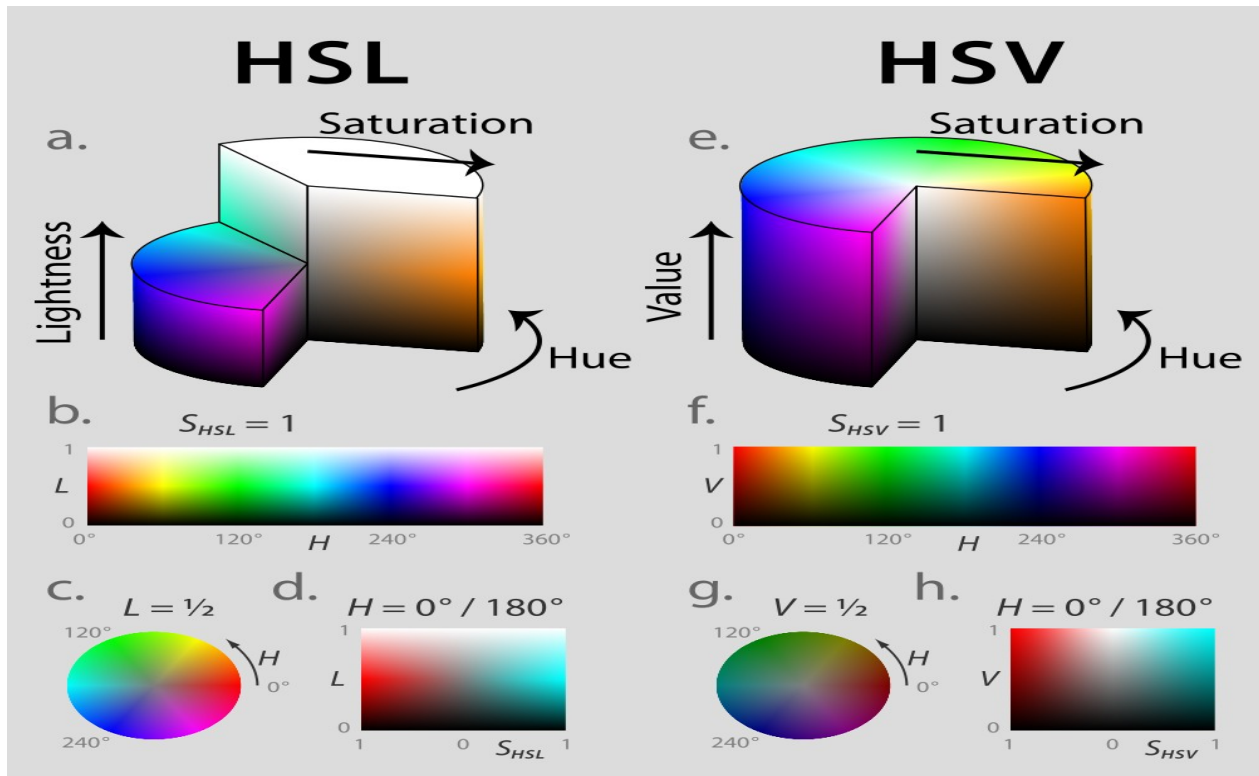 HSL
a.
Saturation
Lightness
Hue
b.
S_HSL = 1
1
L
0
0° 120° H 240° 360°
c.
L = ½
120°
H
0°
240°
d.
H = 0° / 180°
1
L
0
1 0 S_HSL 1
HSV
e.
Saturation
Value
Hue
f.
S_HSV = 1
1
V
0
0° 120° H 240° 360°
g.
V = ½
120°
H
0°
240°
h.
H = 0° / 180°
1
V
0
1 0 S_HSV 1